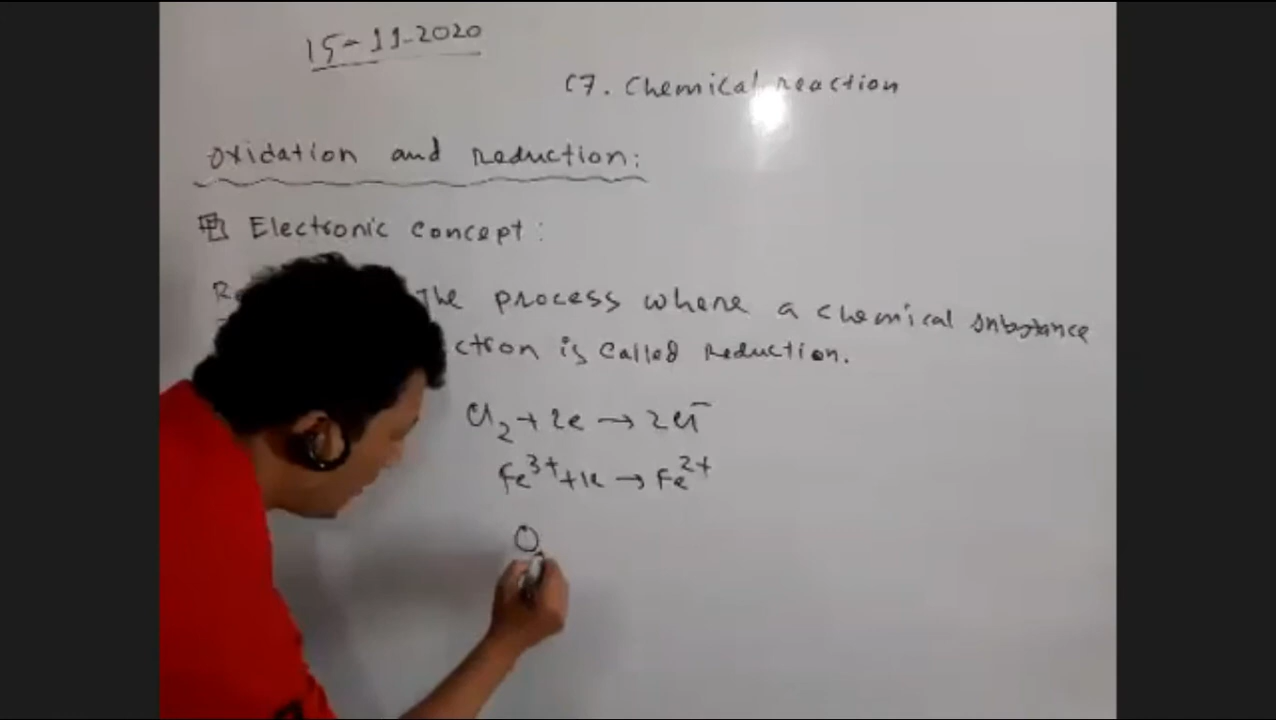 15-11-2020
C7. Chemical reaction
Oxidation and Reduction:
Electronic concept:
The process where a chemical substance
ctron is called Reduction.
Cl₂ + 2e → 2Cl⁻
Fe³⁺ + 1e → Fe²⁺
O